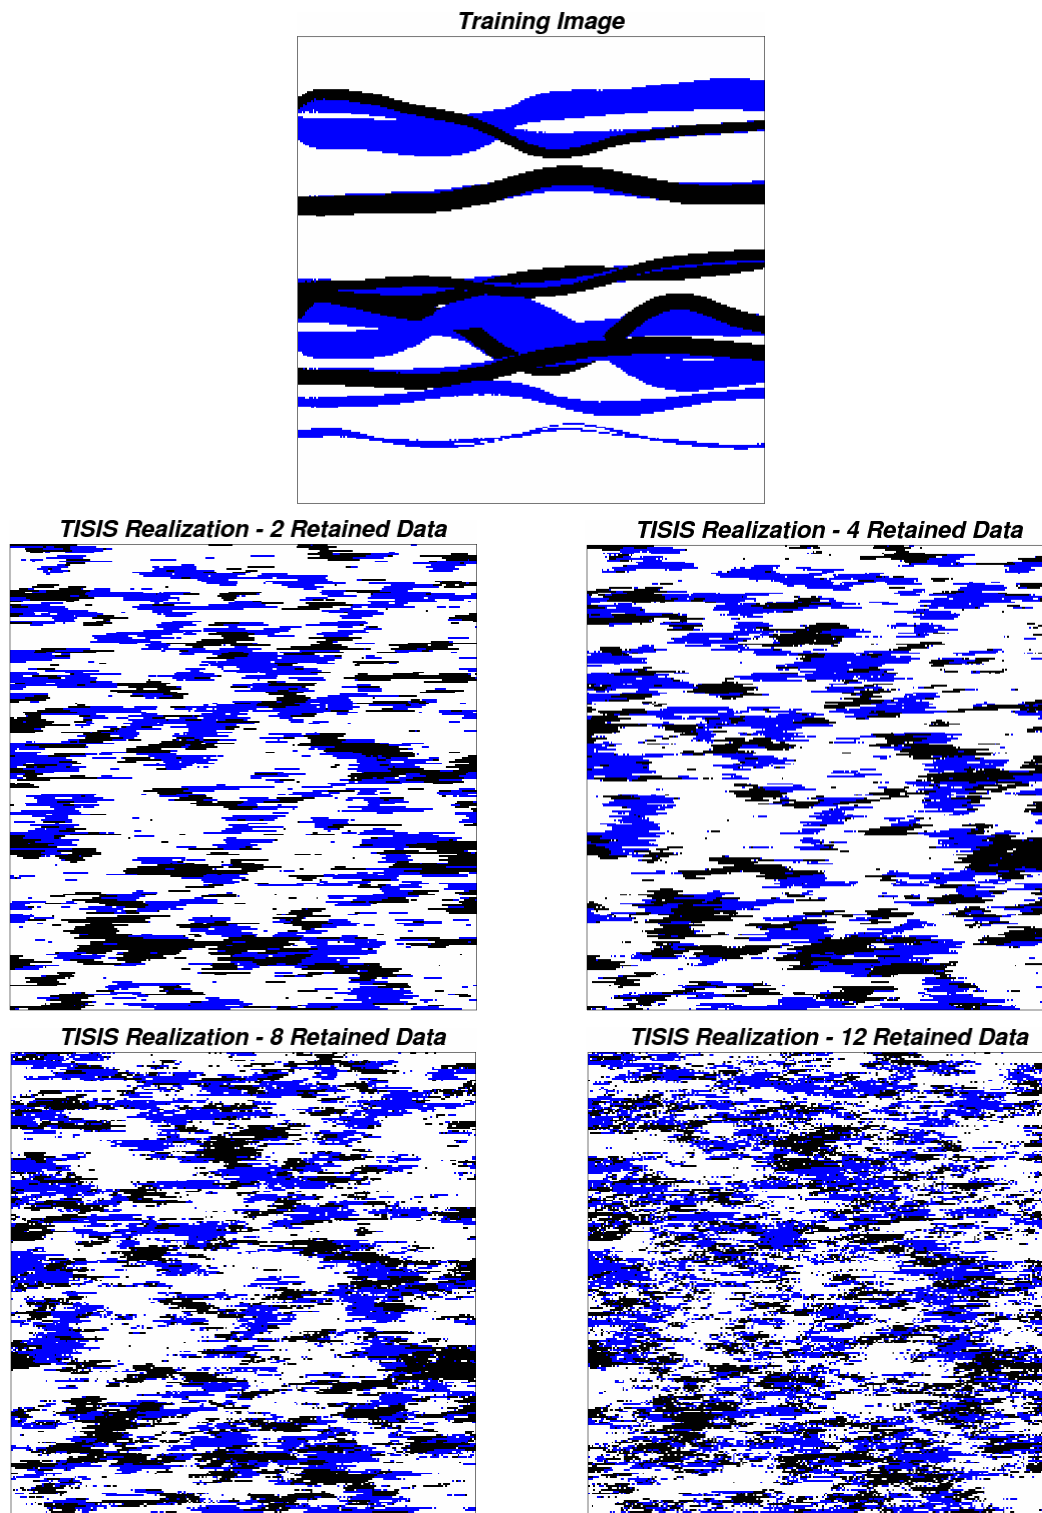 Training Image
TISIS Realization - 2 Retained Data
TISIS Realization - 4 Retained Data
TISIS Realization - 8 Retained Data
TISIS Realization - 12 Retained Data